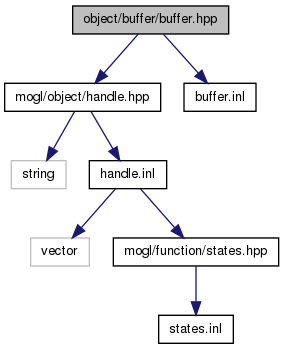 object/buffer/buffer.hpp
mogl/object/handle.hpp
buffer.inl
string
handle.inl
vector
mogl/function/states.hpp
states.inl